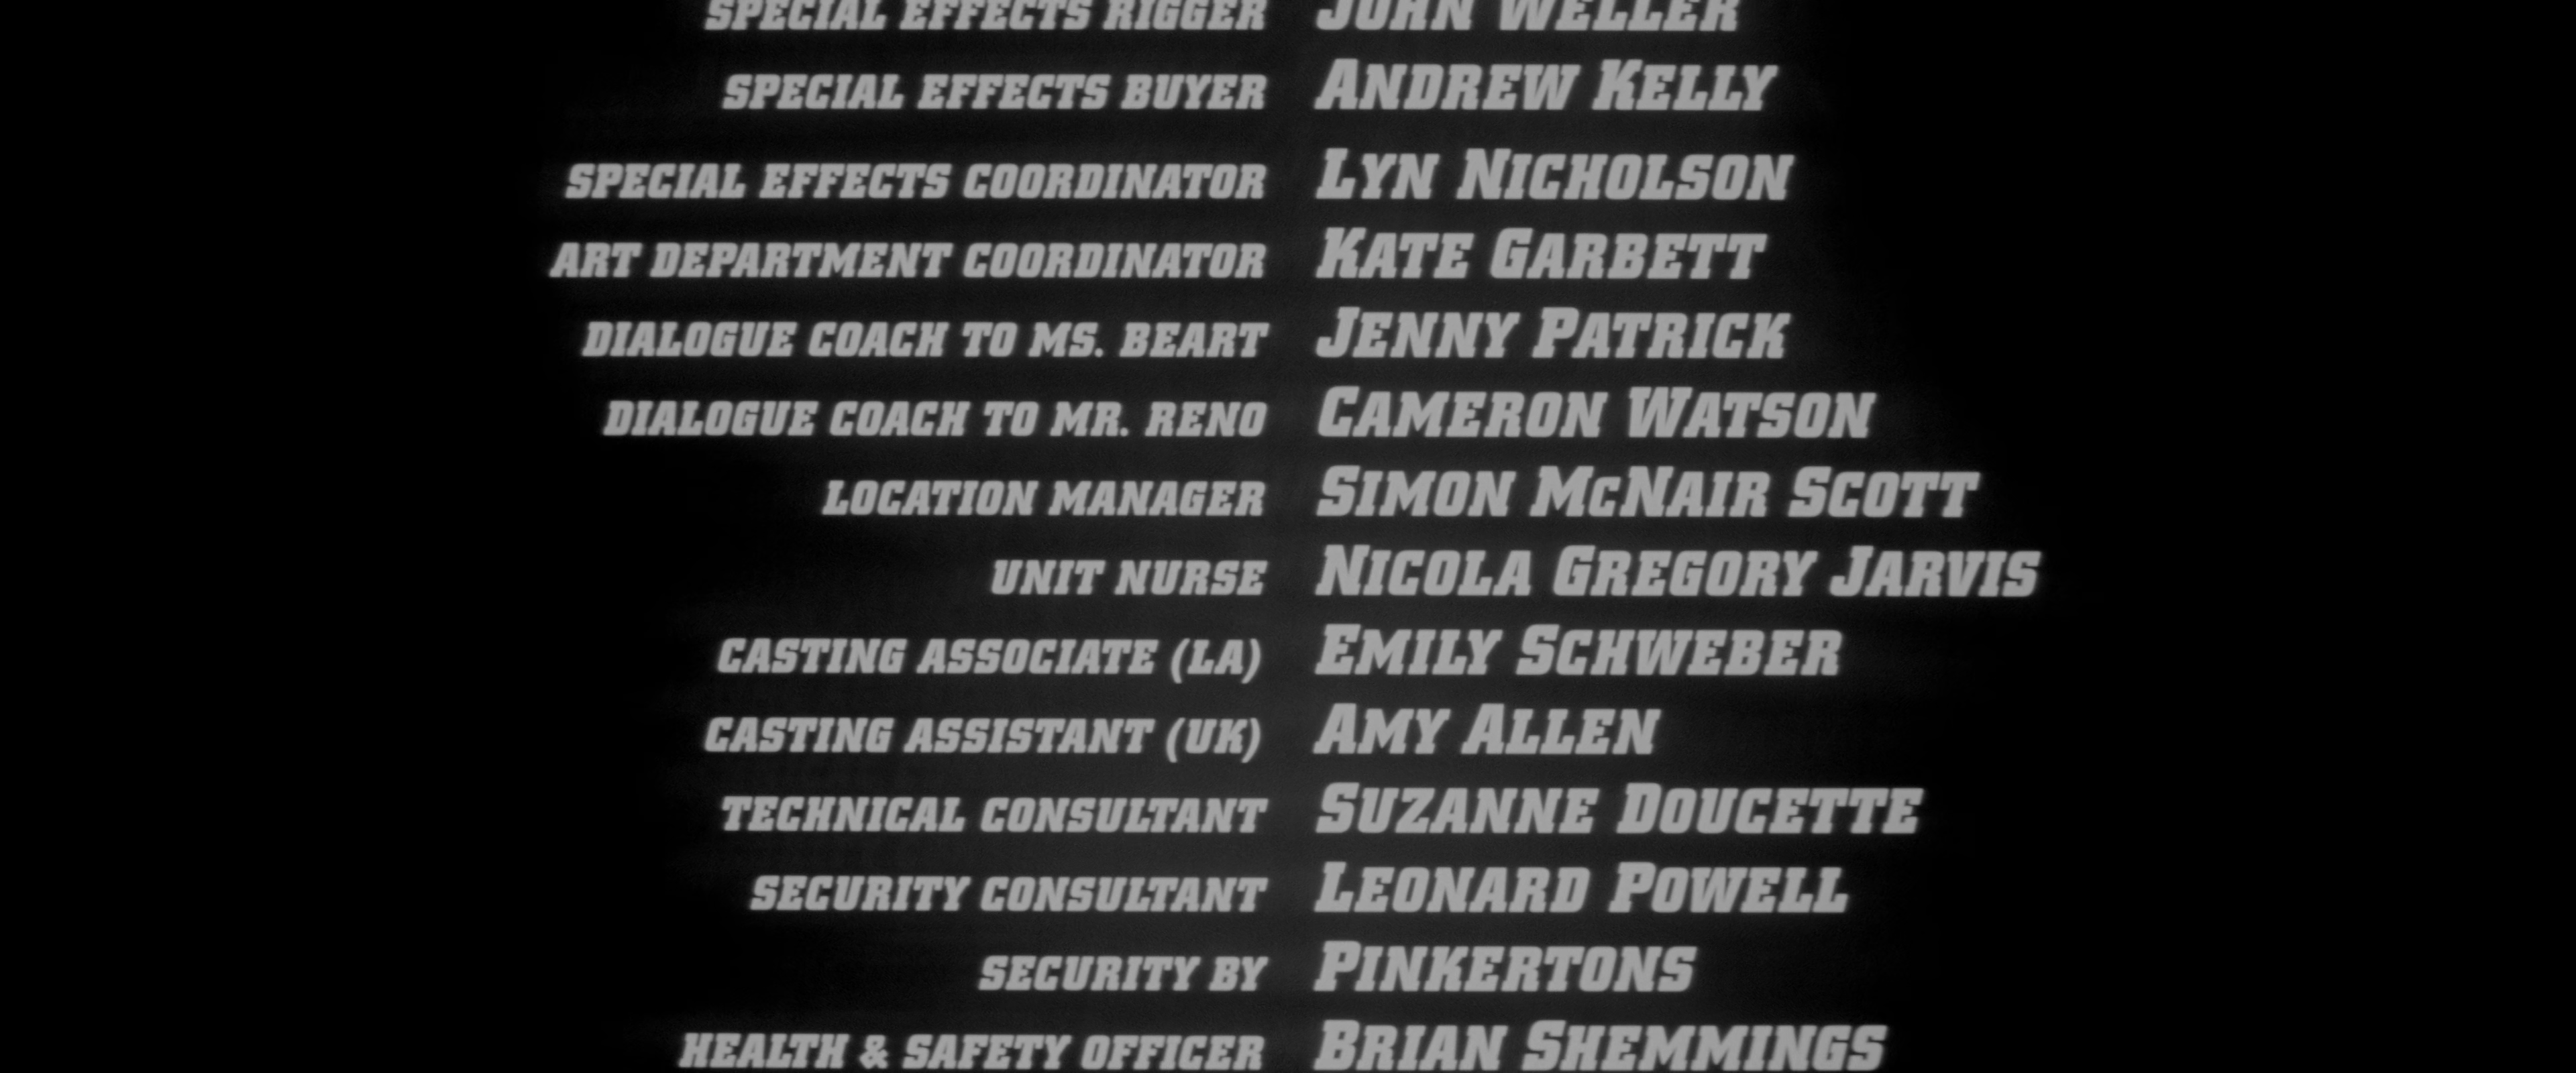 SPECIAL EFFECTS RIGGER JOHN WELLER
SPECIAL EFFECTS BUYER ANDREW KELLY
SPECIAL EFFECTS COORDINATOR LYN NICHOLSON
ART DEPARTMENT COORDINATOR KATE GARBETT
DIALOGUE COACH TO MS. BEART JENNY PATRICK
DIALOGUE COACH TO MR. RENO CAMERON WATSON
LOCATION MANAGER SIMON MCNAIR SCOTT
UNIT NURSE NICOLA GREGORY JARVIS
CASTING ASSOCIATE (LA) EMILY SCHWEBER
CASTING ASSISTANT (UK) AMY ALLEN
TECHNICAL CONSULTANT SUZANNE DOUCETTE
SECURITY CONSULTANT LEONARD POWELL
SECURITY BY PINKERTONS
HEALTH & SAFETY OFFICER BRIAN SHEMMINGS